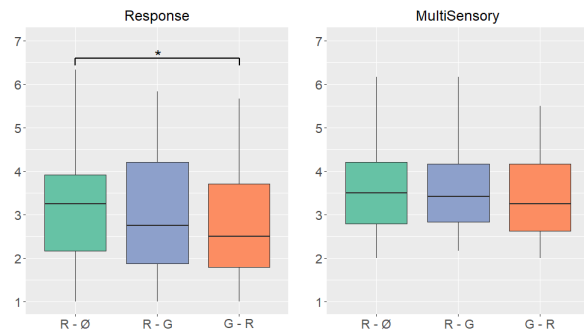 Response
MultiSensory
7
6
5
4
3
2
1
*
R - Ø
R - G
G - R
7
6
5
4
3
2
1
R - Ø
R - G
G - R